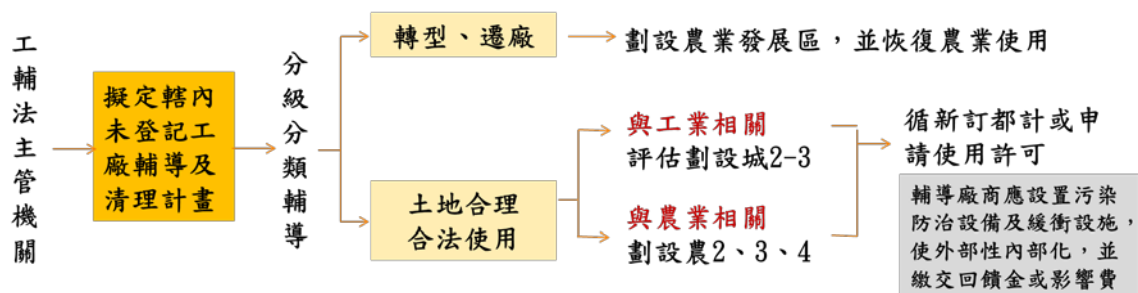 工輔法主管機關
擬定轄內
未登記工
廠輔導及
清理計畫
分級分類輔導
轉型、遷廠
劃設農業發展區，並恢復農業使用
土地合理
合法使用
與工業相關
評估劃設城2-3
與農業相關
劃設農2、3、4
循新訂都計或申
請使用許可
輔導廠商應設置污染
防治設備及緩衝設施，
使外部性內部化，並
繳交回饋金或影響費